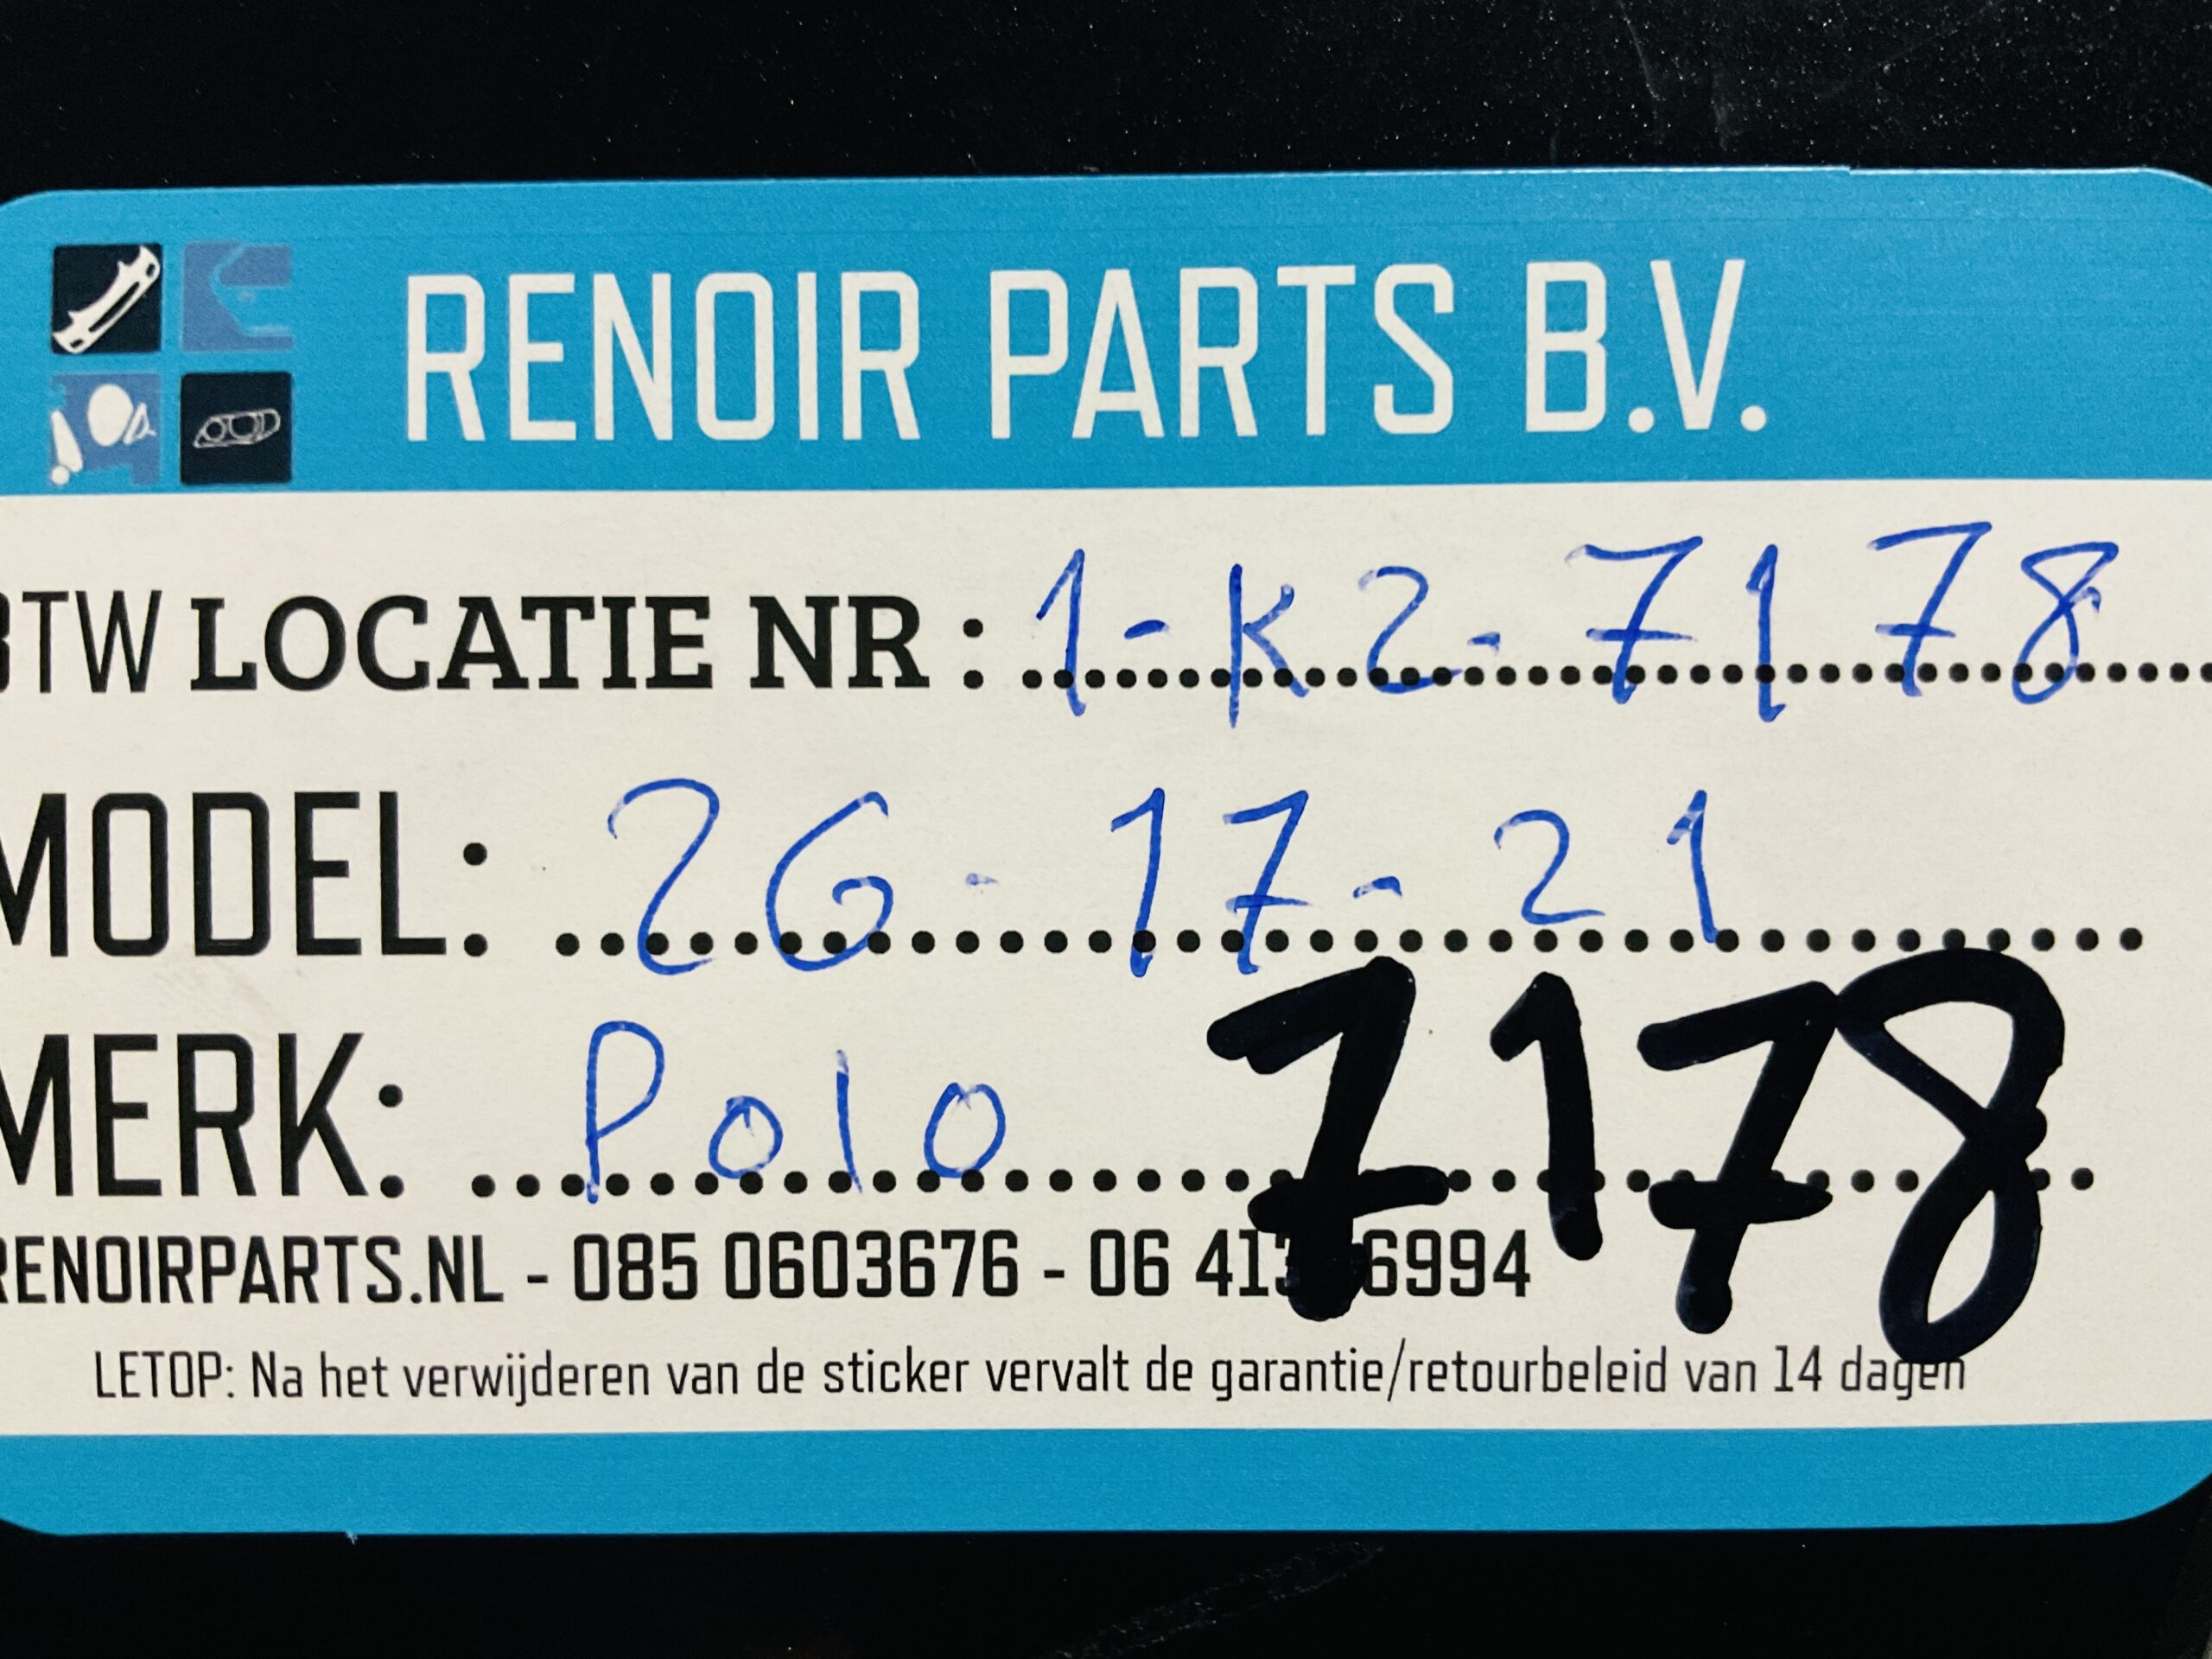 RENOIR PARTS B.V.
BTW LOCATIE NR : 1-K2-7178
MODEL: 2G-17-21
MERK: Polo 7178
RENOIRPARTS.NL - 085 0603676 - 06
LETOP: Na het verwijderen van de sticker vervalt de garantie/retourbeleid van 14 dagen